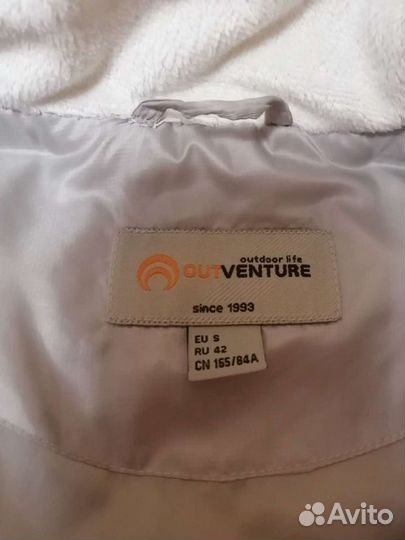 outdoor life
OUTVENTURE
since 1993
EU S
RU 42
CN 165/84A
Avito